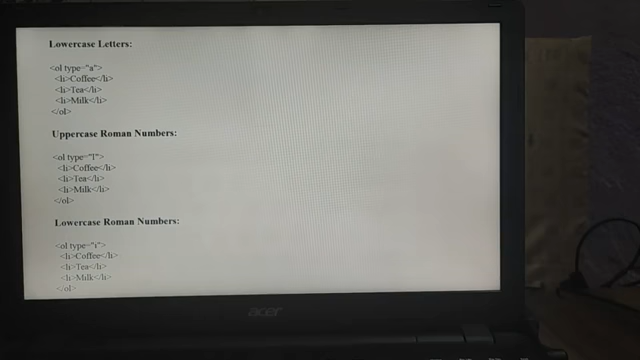 Lowercase Letters:
<ol type="a">
<li>Coffee</li>
<li>Tea</li>
<li>Milk</li>
</ol>
Uppercase Roman Numbers:
<ol type="I">
<li>Coffee</li>
<li>Tea</li>
<li>Milk</li>
</ol>
Lowercase Roman Numbers:
<ol type="i">
<li>Coffee</li>
<li>Tea</li>
<li>Milk</li>
</ol>
acer